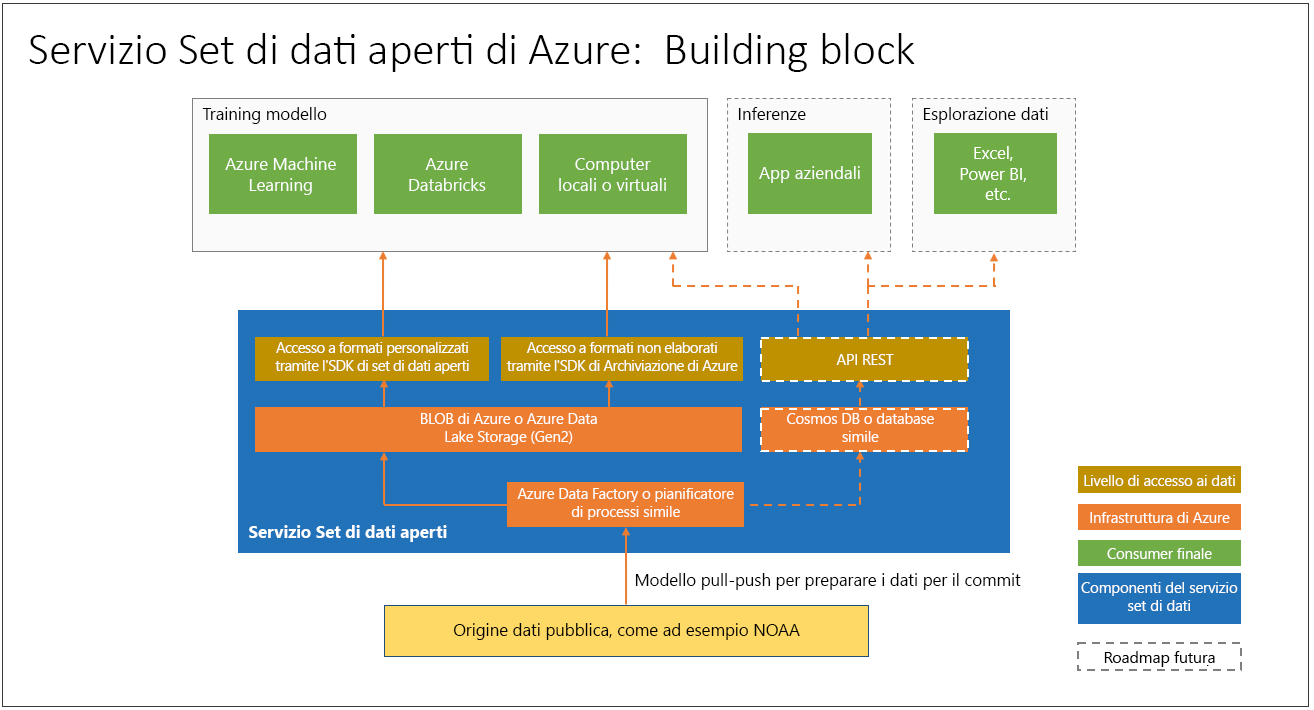 Servizio Set di dati aperti di Azure:  Building block
Training modello
Azure Machine
Learning
Azure
Databricks
Computer
locali o virtuali
Inferenze
App aziendali
Esplorazione dati
Excel,
Power BI,
etc.
Accesso a formati personalizzati
tramite l'SDK di set di dati aperti
Accesso a formati non elaborati
tramite l'SDK di Archiviazione di Azure
API REST
BLOB di Azure o Azure Data
Lake Storage (Gen2)
Cosmos DB o database
simile
Azure Data Factory o pianificatore
di processi simile
Servizio Set di dati aperti
Modello pull-push per preparare i dati per il commit
Origine dati pubblica, come ad esempio NOAA
Livello di accesso ai dati
Infrastruttura di Azure
Consumer finale
Componenti del servizio
set di dati
Roadmap futura